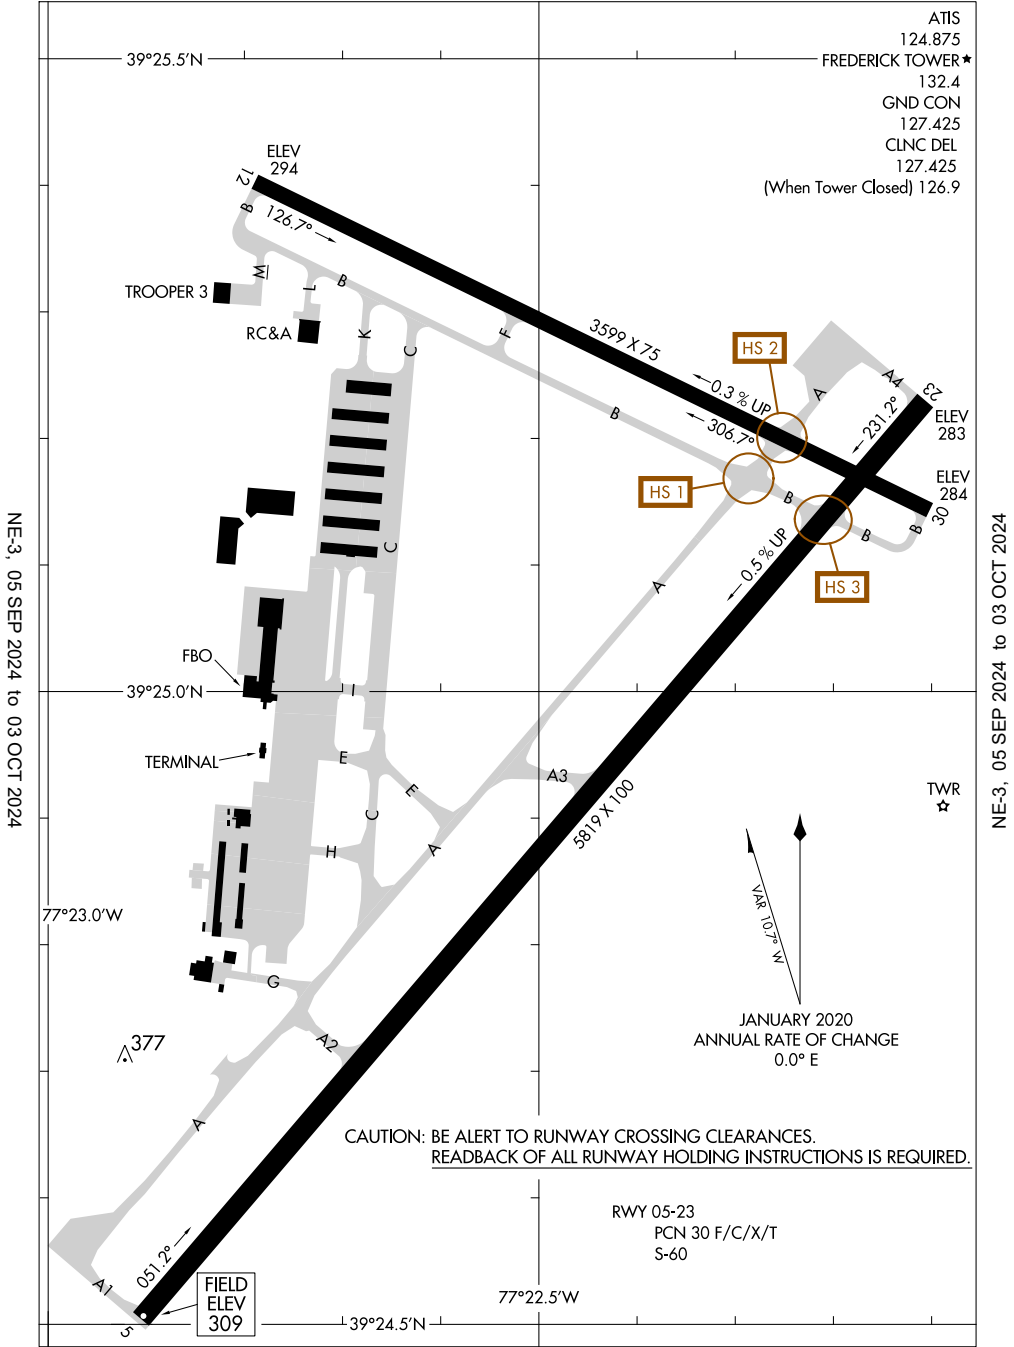 ATIS
124.875
FREDERICK TOWER ★
132.4
GND CON
127.425
CLNC DEL
127.425
(When Tower Closed) 126.9
39°25.5'N
ELEV
294
12
126.7°
B
M
L
B
TROOPER 3
RC&A
K
C
F
3599 X 75
HS 2
A
A4
23
0.3 % UP
306.7°
231.2°
ELEV
283
B
ELEV
284
30
HS 1
B
B
B
HS 3
0.5 % UP
C
A
FBO
39°25.0'N
I
TERMINAL
E
E
A3
5819 X 100
TWR
C
H
A
VAR 10.7° W
77°23.0'W
G
JANUARY 2020
ANNUAL RATE OF CHANGE
0.0° E
377
A2
A
CAUTION: BE ALERT TO RUNWAY CROSSING CLEARANCES.
READBACK OF ALL RUNWAY HOLDING INSTRUCTIONS IS REQUIRED.
RWY 05-23
PCN 30 F/C/X/T
S-60
051.2°
A1
5
FIELD
ELEV
309
77°22.5'W
39°24.5'N
NE-3, 05 SEP 2024 to 03 OCT 2024
NE-3, 05 SEP 2024 to 03 OCT 2024